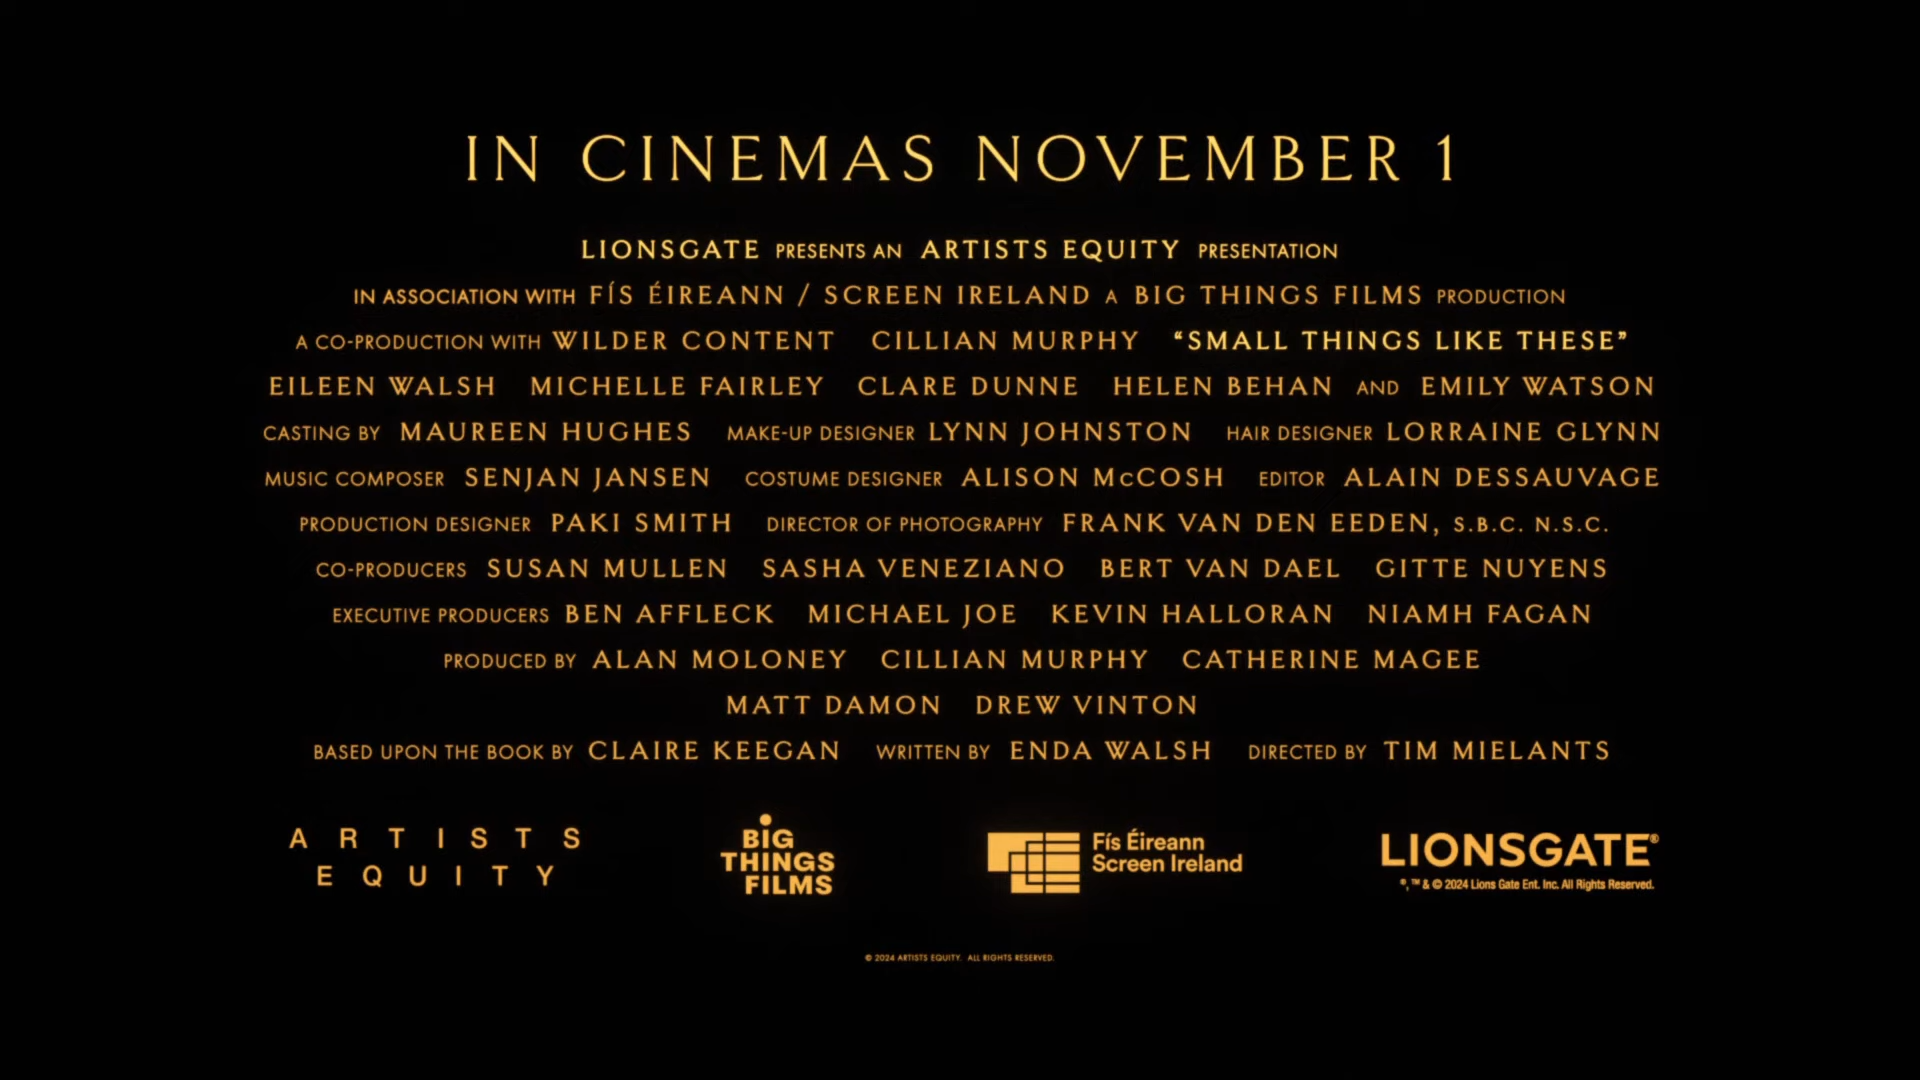 IN CINEMAS NOVEMBER 1
LIONSGATE PRESENTS AN ARTISTS EQUITY PRESENTATION
IN ASSOCIATION WITH FÍS ÉIREANN / SCREEN IRELAND A BIG THINGS FILMS PRODUCTION
A CO-PRODUCTION WITH WILDER CONTENT CILLIAN MURPHY “SMALL THINGS LIKE THESE”
EILEEN WALSH MICHELLE FAIRLEY CLARE DUNNE HELEN BEHAN AND EMILY WATSON
CASTING BY MAUREEN HUGHES MAKE-UP DESIGNER LYNN JOHNSTON HAIR DESIGNER LORRAINE GLYNN
MUSIC COMPOSER SENJAN JANSEN COSTUME DESIGNER ALISON McCOSH EDITOR ALAIN DESSAUVAGE
PRODUCTION DESIGNER PAKI SMITH DIRECTOR OF PHOTOGRAPHY FRANK VAN DEN EEDEN, S.B.C. N.S.C.
CO-PRODUCERS SUSAN MULLEN SASHA VENEZIANO BERT VAN DAEL GITTE NUYENS
EXECUTIVE PRODUCERS BEN AFFLECK MICHAEL JOE KEVIN HALLORAN NIAMH FAGAN
PRODUCED BY ALAN MOLONEY CILLIAN MURPHY CATHERINE MAGEE
MATT DAMON DREW VINTON
BASED UPON THE BOOK BY CLAIRE KEEGAN WRITTEN BY ENDA WALSH DIRECTED BY TIM MIELANTS
ARTISTS
EQUITY
BIG
THINGS
FILMS
Fís Éireann
Screen Ireland
LIONSGATE®
®, ™ & © 2024 Lions Gate Ent. Inc. All Rights Reserved.
© 2024 ARTISTS EQUITY. ALL RIGHTS RESERVED.